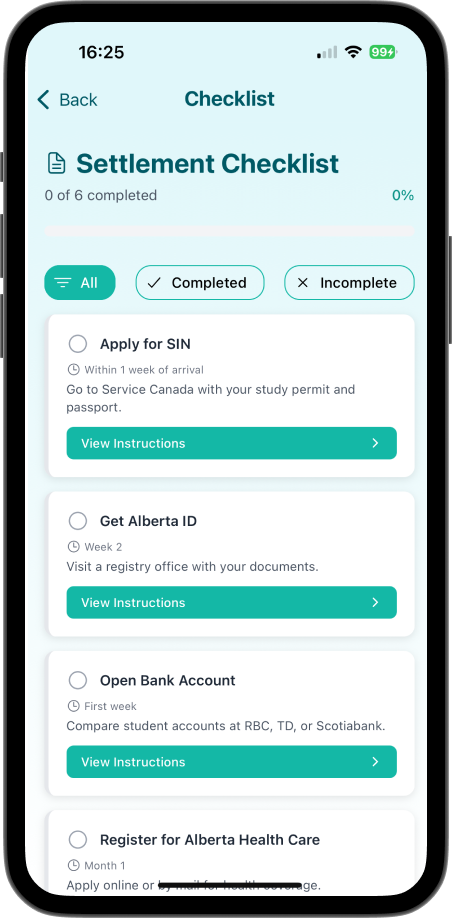 16:25
99
Back
Checklist
Settlement Checklist
0 of 6 completed
0%
All
Completed
Incomplete
Apply for SIN
Within 1 week of arrival
Go to Service Canada with your study permit and
passport.
View Instructions
Get Alberta ID
Week 2
Visit a registry office with your documents.
View Instructions
Open Bank Account
First week
Compare student accounts at RBC, TD, or Scotiabank.
View Instructions
Register for Alberta Health Care
Month 1
Apply online or by mail for health coverage.